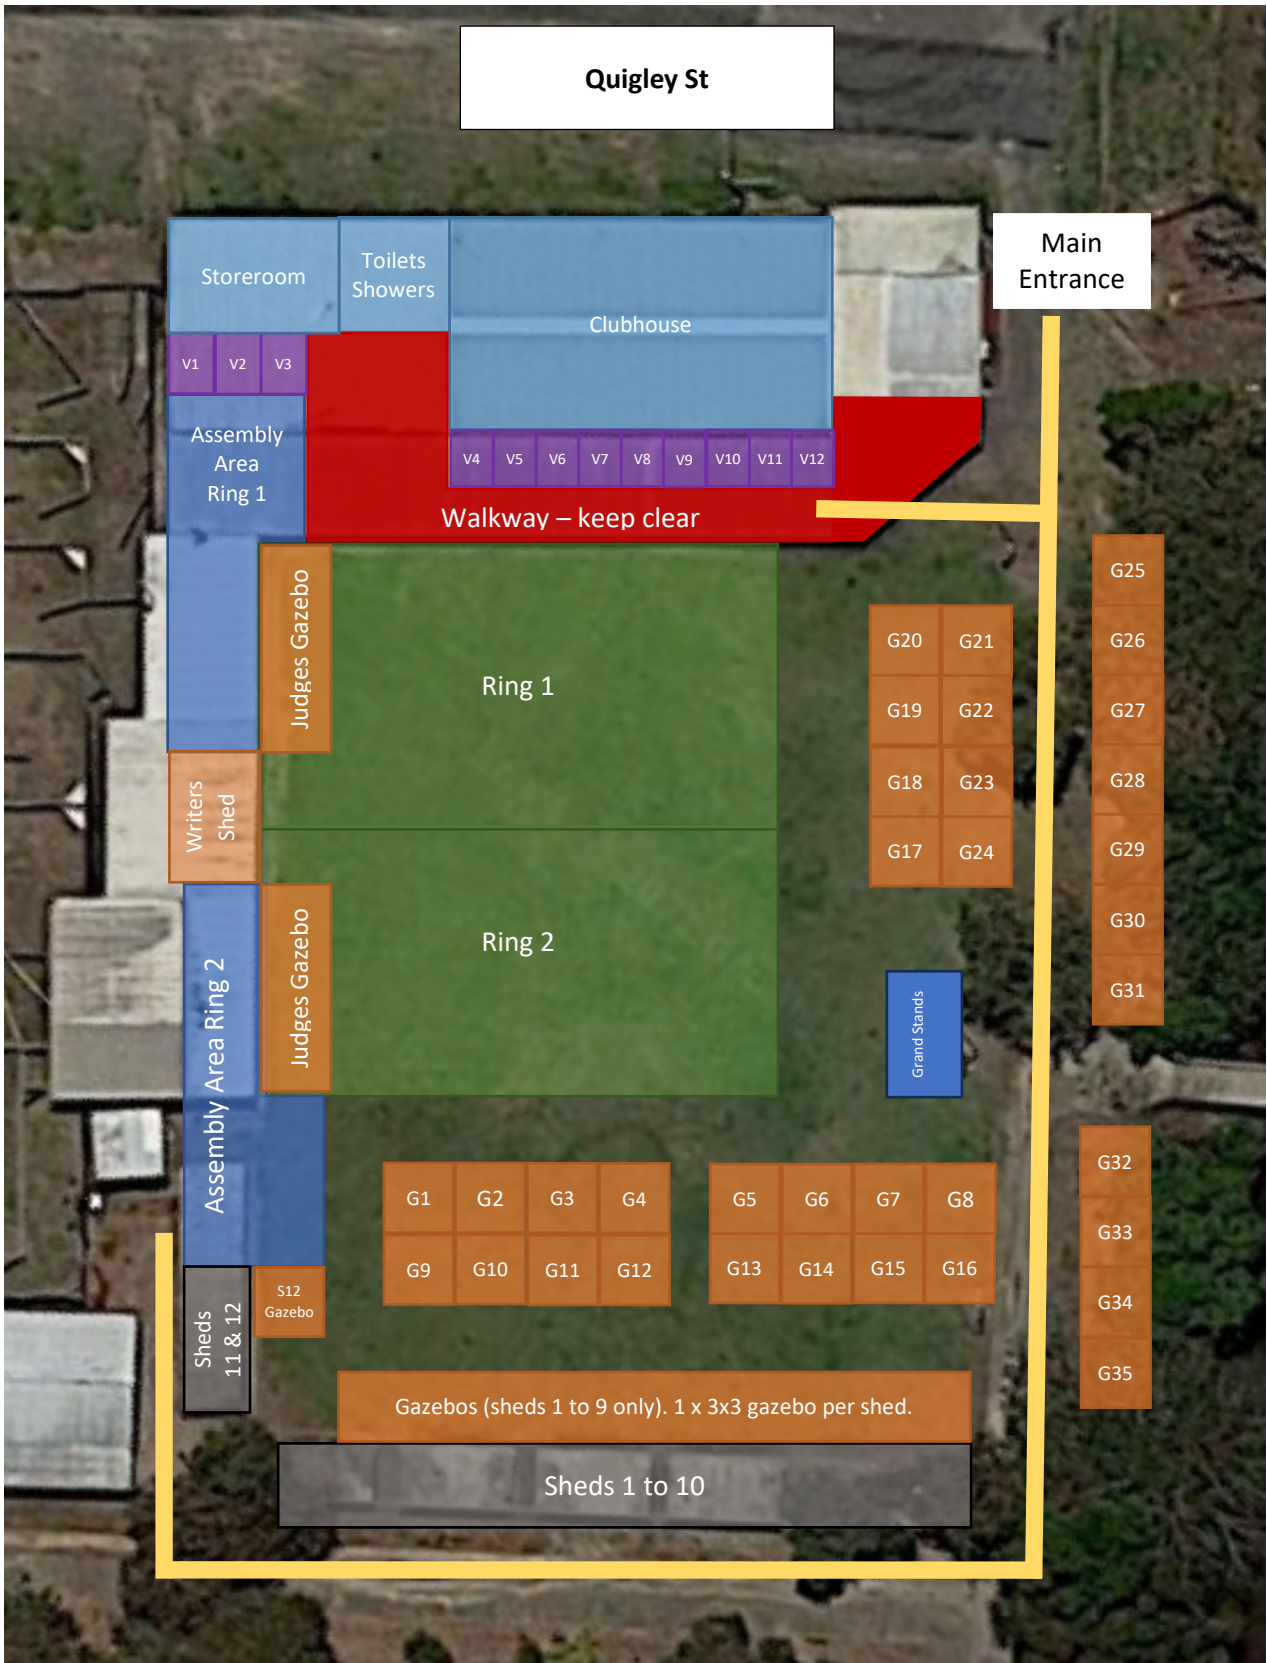 Quigley St
Main
Entrance
Storeroom
Toilets
Showers
Clubhouse
V1
V2
V3
Assembly
Area
Ring 1
V4
V5
V6
V7
V8
V9
V10
V11
V12
Walkway – keep clear
Judges Gazebo
Ring 1
G20
G21
G19
G22
G18
G23
G17
G24
G25
G26
G27
G28
G29
G30
G31
Writers
Shed
Judges Gazebo
Ring 2
Assembly Area Ring 2
Grand Stands
G1
G2
G3
G4
G5
G6
G7
G8
G9
G10
G11
G12
G13
G14
G15
G16
G32
G33
G34
G35
Sheds
11 & 12
S12
Gazebo
Gazebos (sheds 1 to 9 only). 1 x 3x3 gazebo per shed.
Sheds 1 to 10